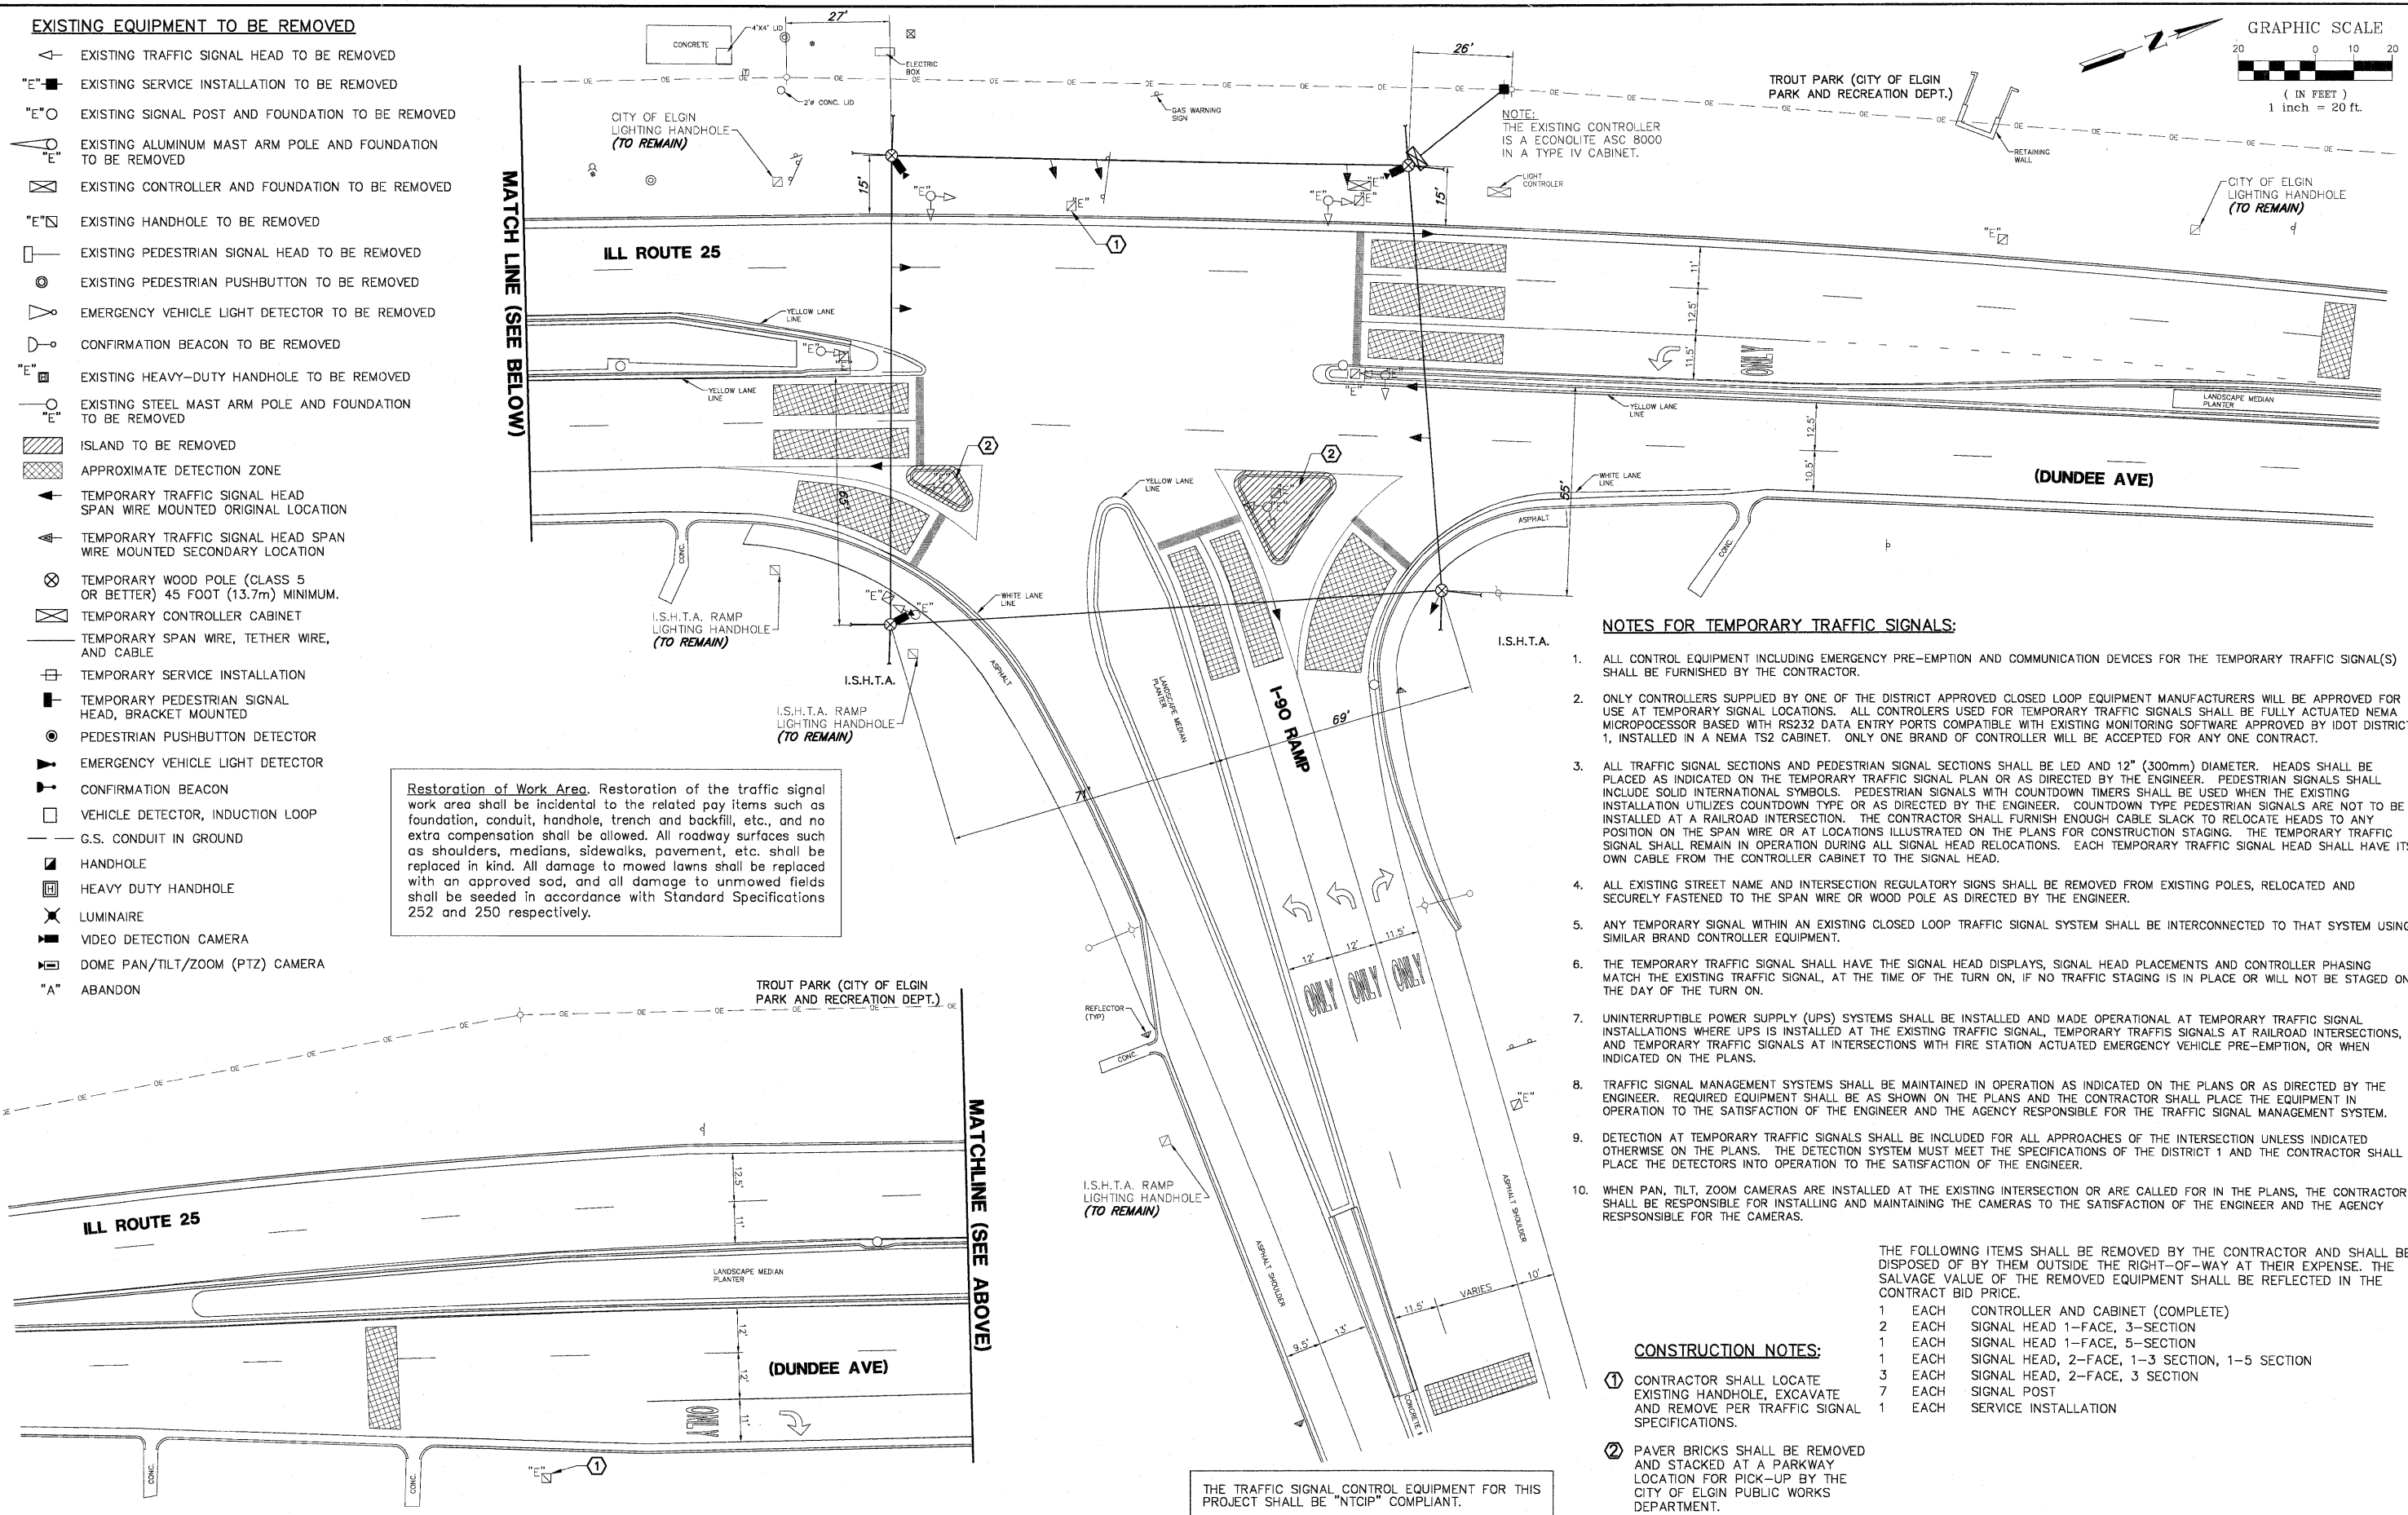 EXISTING EQUIPMENT TO BE REMOVED
EXISTING TRAFFIC SIGNAL HEAD TO BE REMOVED
"E" EXISTING SERVICE INSTALLATION TO BE REMOVED
"E" EXISTING SIGNAL POST AND FOUNDATION TO BE REMOVED
EXISTING ALUMINUM MAST ARM POLE AND FOUNDATION
"E" TO BE REMOVED
EXISTING CONTROLLER AND FOUNDATION TO BE REMOVED
"E" EXISTING HANDHOLE TO BE REMOVED
EXISTING PEDESTRIAN SIGNAL HEAD TO BE REMOVED
EXISTING PEDESTRIAN PUSHBUTTON TO BE REMOVED
EMERGENCY VEHICLE LIGHT DETECTOR TO BE REMOVED
CONFIRMATION BEACON TO BE REMOVED
"E" H EXISTING HEAVY-DUTY HANDHOLE TO BE REMOVED
EXISTING STEEL MAST ARM POLE AND FOUNDATION
"E" TO BE REMOVED
ISLAND TO BE REMOVED
APPROXIMATE DETECTION ZONE
TEMPORARY TRAFFIC SIGNAL HEAD
SPAN WIRE MOUNTED ORIGINAL LOCATION
TEMPORARY TRAFFIC SIGNAL HEAD SPAN
WIRE MOUNTED SECONDARY LOCATION
TEMPORARY WOOD POLE (CLASS 5
OR BETTER) 45 FOOT (13.7m) MINIMUM.
TEMPORARY CONTROLLER CABINET
TEMPORARY SPAN WIRE, TETHER WIRE,
AND CABLE
TEMPORARY SERVICE INSTALLATION
TEMPORARY PEDESTRIAN SIGNAL
HEAD, BRACKET MOUNTED
PEDESTRIAN PUSHBUTTON DETECTOR
EMERGENCY VEHICLE LIGHT DETECTOR
CONFIRMATION BEACON
VEHICLE DETECTOR, INDUCTION LOOP
G.S. CONDUIT IN GROUND
HANDHOLE
H HEAVY DUTY HANDHOLE
LUMINAIRE
VIDEO DETECTION CAMERA
DOME PAN/TILT/ZOOM (PTZ) CAMERA
"A" ABANDON
MATCH LINE (SEE BELOW)
CONCRETE
4'X4' LID
27'
ELECTRIC
BOX
2'ø CONC. LID
CITY OF ELGIN
LIGHTING HANDHOLE
(TO REMAIN)
GAS WARNING
SIGN
26'
NOTE:
THE EXISTING CONTROLLER
IS A ECONOLITE ASC 8000
IN A TYPE IV CABINET.
LIGHT
CONTROLER
TROUT PARK (CITY OF ELGIN
PARK AND RECREATION DEPT.)
RETAINING
WALL
N
GRAPHIC SCALE
20 0 10 20
( IN FEET )
1 inch = 20 ft.
CITY OF ELGIN
LIGHTING HANDHOLE
(TO REMAIN)
15'
15'
"E"
"E"
"E"
"E"
"E"
"E"
1
ILL ROUTE 25
YELLOW LANE
LINE
YELLOW LANE
LINE
"E"
"E"
11'
12.5'
11.5'
ONLY
YELLOW LANE
LINE
LANDSCAPE MEDIAN
PLANTER
12.5'
10.5'
(DUNDEE AVE)
65'
55'
2
2
YELLOW LANE
LINE
WHITE LANE
LINE
WHITE LANE
LINE
ASPHALT
ASPHALT
CONC.
CONC.
I.S.H.T.A. RAMP
LIGHTING HANDHOLE
(TO REMAIN)
I.S.H.T.A.
I.S.H.T.A.
I.S.H.T.A. RAMP
LIGHTING HANDHOLE
(TO REMAIN)
LANDSCAPE MEDIAN
PLANTER
I-90 RAMP
69'
71'
12' 12' 11.5'
ONLY ONLY ONLY
REFLECTOR
(TYP)
CONC.
"E"
I.S.H.T.A. RAMP
LIGHTING HANDHOLE
(TO REMAIN)
ASPHALT SHOULDER
ASPHALT SHOULDER
9.5' 13'
11.5' VARIES 10'
CONCRETE
Restoration of Work Area. Restoration of the traffic signal
work area shall be incidental to the related pay items such as
foundation, conduit, handhole, trench and backfill, etc., and no
extra compensation shall be allowed. All roadway surfaces such
as shoulders, medians, sidewalks, pavement, etc. shall be
replaced in kind. All damage to mowed lawns shall be replaced
with an approved sod, and all damage to unmowed fields
shall be seeded in accordance with Standard Specifications
252 and 250 respectively.
TROUT PARK (CITY OF ELGIN
PARK AND RECREATION DEPT.)
MATCHLINE (SEE ABOVE)
ILL ROUTE 25
12.5'
11'
LANDSCAPE MEDIAN
PLANTER
12'
12'
11'
(DUNDEE AVE)
ONLY
CONC.
CONC.
"E"
1
NOTES FOR TEMPORARY TRAFFIC SIGNALS:
1. ALL CONTROL EQUIPMENT INCLUDING EMERGENCY PRE-EMPTION AND COMMUNICATION DEVICES FOR THE TEMPORARY TRAFFIC SIGNAL(S)
SHALL BE FURNISHED BY THE CONTRACTOR.
2. ONLY CONTROLLERS SUPPLIED BY ONE OF THE DISTRICT APPROVED CLOSED LOOP EQUIPMENT MANUFACTURERS WILL BE APPROVED FOR
USE AT TEMPORARY SIGNAL LOCATIONS. ALL CONTROLERS USED FOR TEMPORARY TRAFFIC SIGNALS SHALL BE FULLY ACTUATED NEMA
MICROPOCESSOR BASED WITH RS232 DATA ENTRY PORTS COMPATIBLE WITH EXISTING MONITORING SOFTWARE APPROVED BY IDOT DISTRICT
1, INSTALLED IN A NEMA TS2 CABINET. ONLY ONE BRAND OF CONTROLLER WILL BE ACCEPTED FOR ANY ONE CONTRACT.
3. ALL TRAFFIC SIGNAL SECTIONS AND PEDESTRIAN SIGNAL SECTIONS SHALL BE LED AND 12" (300mm) DIAMETER. HEADS SHALL BE
PLACED AS INDICATED ON THE TEMPORARY TRAFFIC SIGNAL PLAN OR AS DIRECTED BY THE ENGINEER. PEDESTRIAN SIGNALS SHALL
INCLUDE SOLID INTERNATIONAL SYMBOLS. PEDESTRIAN SIGNALS WITH COUNTDOWN TIMERS SHALL BE USED WHEN THE EXISTING
INSTALLATION UTILIZES COUNTDOWN TYPE OR AS DIRECTED BY THE ENGINEER. COUNTDOWN TYPE PEDESTRIAN SIGNALS ARE NOT TO BE
INSTALLED AT A RAILROAD INTERSECTION. THE CONTRACTOR SHALL FURNISH ENOUGH CABLE SLACK TO RELOCATE HEADS TO ANY
POSITION ON THE SPAN WIRE OR AT LOCATIONS ILLUSTRATED ON THE PLANS FOR CONSTRUCTION STAGING. THE TEMPORARY TRAFFIC
SIGNAL SHALL REMAIN IN OPERATION DURING ALL SIGNAL HEAD RELOCATIONS. EACH TEMPORARY TRAFFIC SIGNAL HEAD SHALL HAVE ITS
OWN CABLE FROM THE CONTROLLER CABINET TO THE SIGNAL HEAD.
4. ALL EXISTING STREET NAME AND INTERSECTION REGULATORY SIGNS SHALL BE REMOVED FROM EXISTING POLES, RELOCATED AND
SECURELY FASTENED TO THE SPAN WIRE OR WOOD POLE AS DIRECTED BY THE ENGINEER.
5. ANY TEMPORARY SIGNAL WITHIN AN EXISTING CLOSED LOOP TRAFFIC SIGNAL SYSTEM SHALL BE INTERCONNECTED TO THAT SYSTEM USING
SIMILAR BRAND CONTROLLER EQUIPMENT.
6. THE TEMPORARY TRAFFIC SIGNAL SHALL HAVE THE SIGNAL HEAD DISPLAYS, SIGNAL HEAD PLACEMENTS AND CONTROLLER PHASING
MATCH THE EXISTING TRAFFIC SIGNAL, AT THE TIME OF THE TURN ON, IF NO TRAFFIC STAGING IS IN PLACE OR WILL NOT BE STAGED ON
THE DAY OF THE TURN ON.
7. UNINTERRUPTIBLE POWER SUPPLY (UPS) SYSTEMS SHALL BE INSTALLED AND MADE OPERATIONAL AT TEMPORARY TRAFFIC SIGNAL
INSTALLATIONS WHERE UPS IS INSTALLED AT THE EXISTING TRAFFIC SIGNAL, TEMPORARY TRAFFIS SIGNALS AT RAILROAD INTERSECTIONS,
AND TEMPORARY TRAFFIC SIGNALS AT INTERSECTIONS WITH FIRE STATION ACTUATED EMERGENCY VEHICLE PRE-EMPTION, OR WHEN
INDICATED ON THE PLANS.
8. TRAFFIC SIGNAL MANAGEMENT SYSTEMS SHALL BE MAINTAINED IN OPERATION AS INDICATED ON THE PLANS OR AS DIRECTED BY THE
ENGINEER. REQUIRED EQUIPMENT SHALL BE AS SHOWN ON THE PLANS AND THE CONTRACTOR SHALL PLACE THE EQUIPMENT IN
OPERATION TO THE SATISFACTION OF THE ENGINEER AND THE AGENCY RESPONSIBLE FOR THE TRAFFIC SIGNAL MANAGEMENT SYSTEM.
9. DETECTION AT TEMPORARY TRAFFIC SIGNALS SHALL BE INCLUDED FOR ALL APPROACHES OF THE INTERSECTION UNLESS INDICATED
OTHERWISE ON THE PLANS. THE DETECTION SYSTEM MUST MEET THE SPECIFICATIONS OF THE DISTRICT 1 AND THE CONTRACTOR SHALL
PLACE THE DETECTORS INTO OPERATION TO THE SATISFACTION OF THE ENGINEER.
10. WHEN PAN, TILT, ZOOM CAMERAS ARE INSTALLED AT THE EXISTING INTERSECTION OR ARE CALLED FOR IN THE PLANS, THE CONTRACTOR
SHALL BE RESPONSIBLE FOR INSTALLING AND MAINTAINING THE CAMERAS TO THE SATISFACTION OF THE ENGINEER AND THE AGENCY
RESPSONSIBLE FOR THE CAMERAS.
THE FOLLOWING ITEMS SHALL BE REMOVED BY THE CONTRACTOR AND SHALL BE
DISPOSED OF BY THEM OUTSIDE THE RIGHT-OF-WAY AT THEIR EXPENSE. THE
SALVAGE VALUE OF THE REMOVED EQUIPMENT SHALL BE REFLECTED IN THE
CONTRACT BID PRICE.
1 EACH CONTROLLER AND CABINET (COMPLETE)
2 EACH SIGNAL HEAD 1-FACE, 3-SECTION
1 EACH SIGNAL HEAD 1-FACE, 5-SECTION
1 EACH SIGNAL HEAD, 2-FACE, 1-3 SECTION, 1-5 SECTION
3 EACH SIGNAL HEAD, 2-FACE, 3 SECTION
7 EACH SIGNAL POST
1 EACH SERVICE INSTALLATION
CONSTRUCTION NOTES:
1 CONTRACTOR SHALL LOCATE
EXISTING HANDHOLE, EXCAVATE
AND REMOVE PER TRAFFIC SIGNAL
SPECIFICATIONS.
2 PAVER BRICKS SHALL BE REMOVED
AND STACKED AT A PARKWAY
LOCATION FOR PICK-UP BY THE
CITY OF ELGIN PUBLIC WORKS
DEPARTMENT.
THE TRAFFIC SIGNAL CONTROL EQUIPMENT FOR THIS
PROJECT SHALL BE "NTCIP" COMPLIANT.